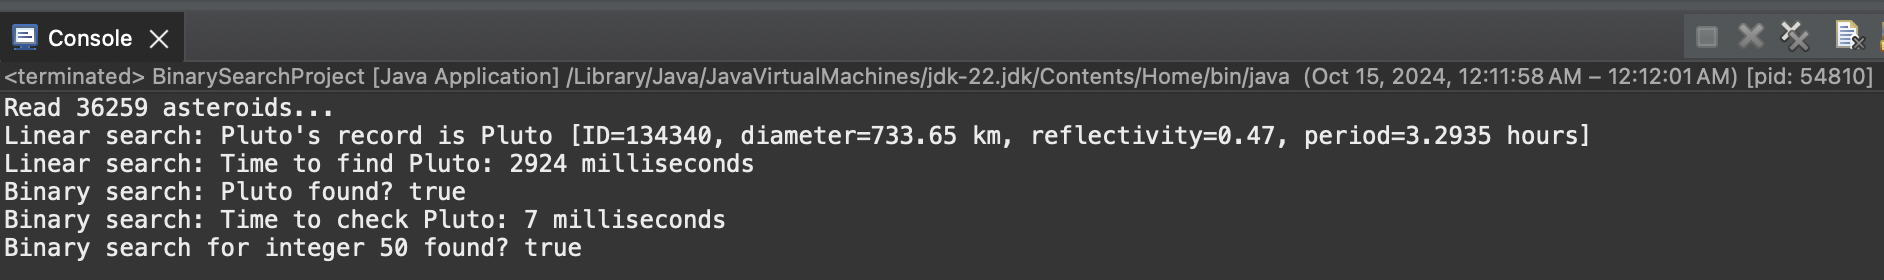 Console
<terminated> BinarySearchProject [Java Application] /Library/Java/JavaVirtualMachines/jdk-22.jdk/Contents/Home/bin/java (Oct 15, 2024, 12:11:58 AM – 12:12:01 AM) [pid: 54810]
Read 36259 asteroids...
Linear search: Pluto's record is Pluto [ID=134340, diameter=733.65 km, reflectivity=0.47, period=3.2935 hours]
Linear search: Time to find Pluto: 2924 milliseconds
Binary search: Pluto found? true
Binary search: Time to check Pluto: 7 milliseconds
Binary search for integer 50 found? true